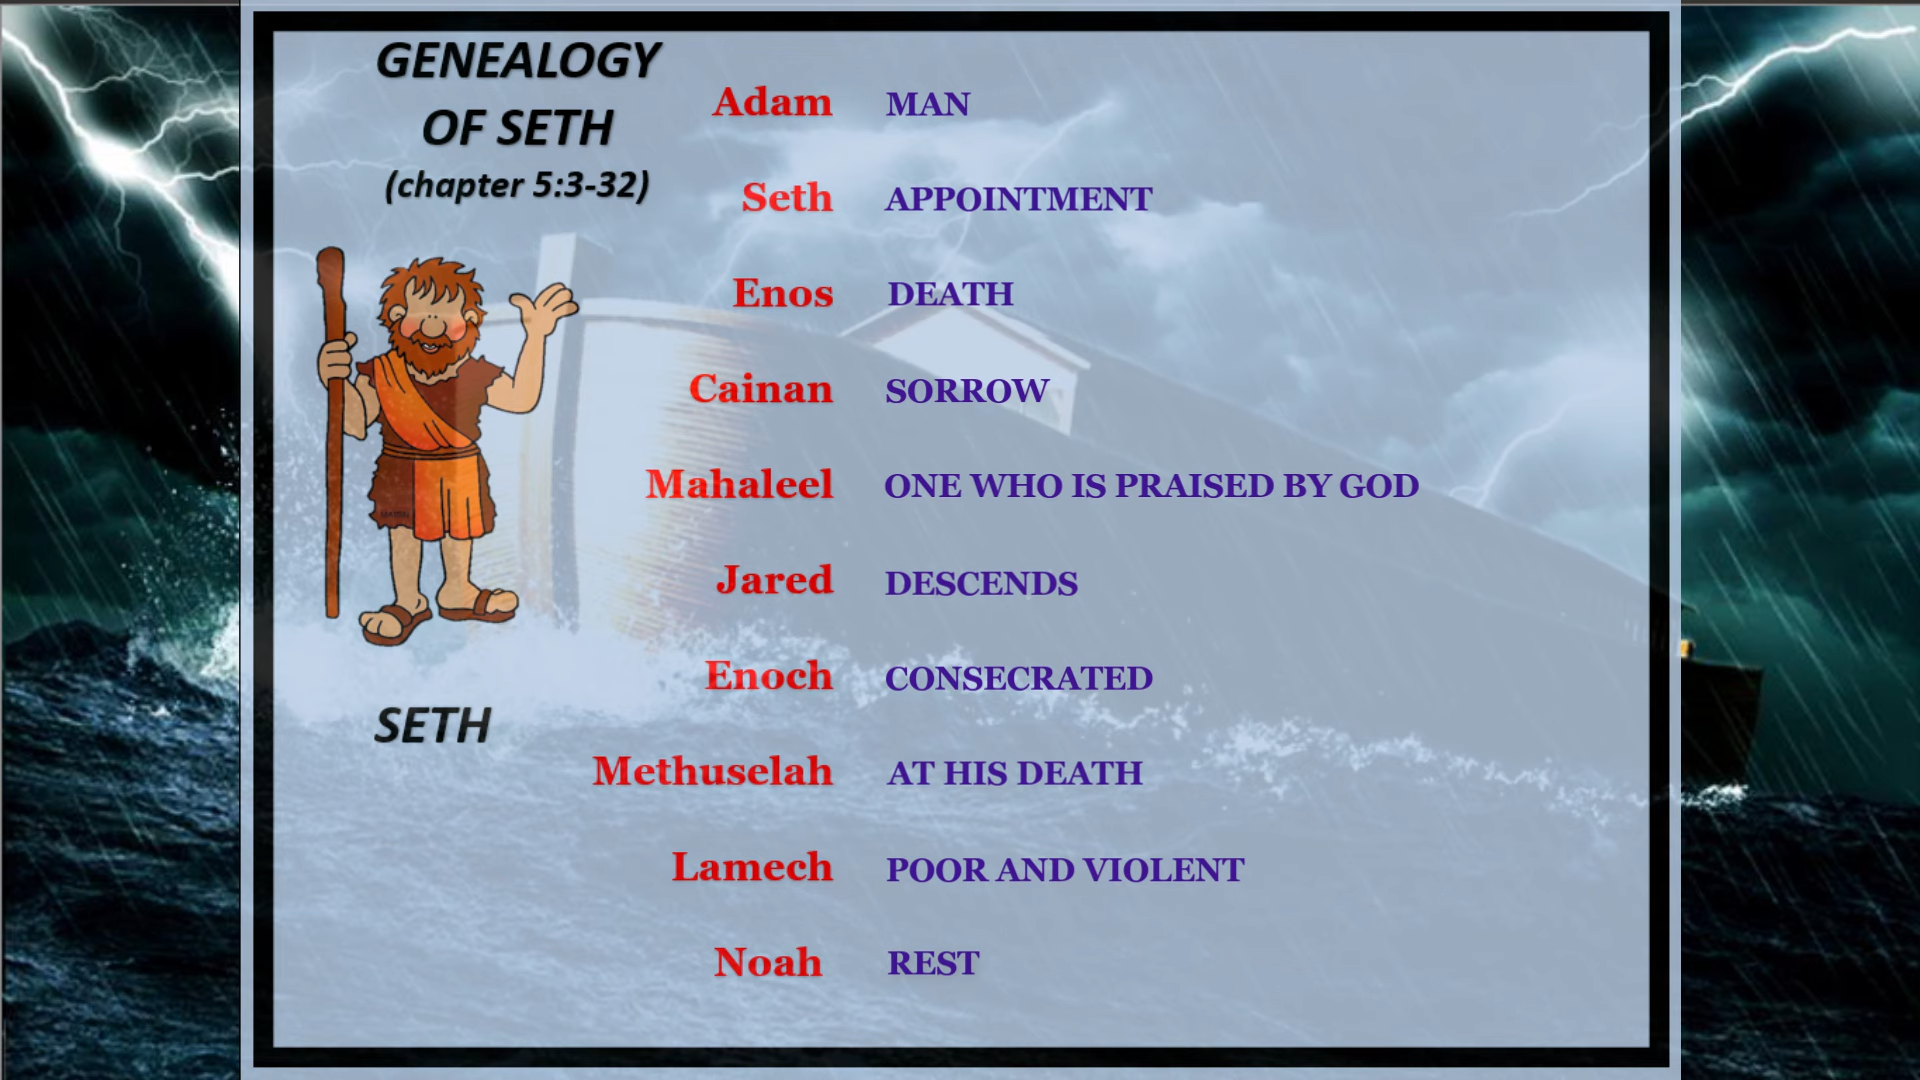 GENEALOGY
OF SETH
(chapter 5:3-32)
Adam MAN
Seth APPOINTMENT
Enos DEATH
Cainan SORROW
Mahaleel ONE WHO IS PRAISED BY GOD
Jared DESCENDS
Enoch CONSECRATED
SETH
Methuselah AT HIS DEATH
Lamech POOR AND VIOLENT
Noah REST